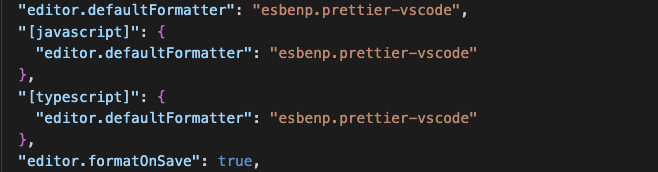 "editor.defaultFormatter": "esbenp.prettier-vscode",
"[javascript]": {
"editor.defaultFormatter": "esbenp.prettier-vscode"
},
"[typescript]": {
"editor.defaultFormatter": "esbenp.prettier-vscode"
},
"editor.formatOnSave": true,